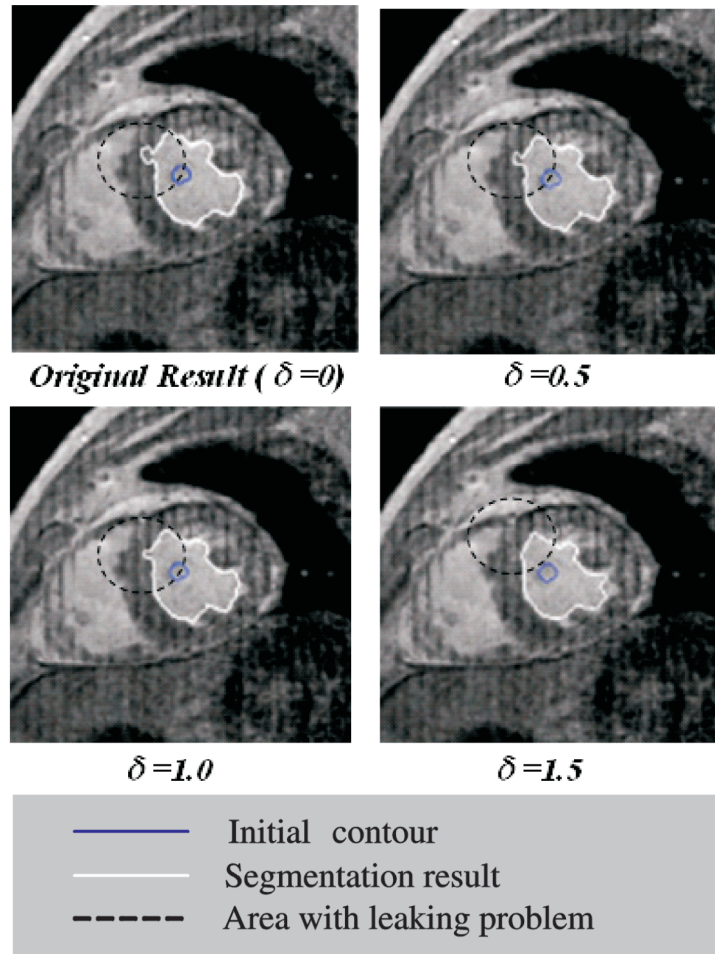 Original Result ( δ =0)
δ =0.5
δ =1.0
δ =1.5
Initial contour
Segmentation result
Area with leaking problem